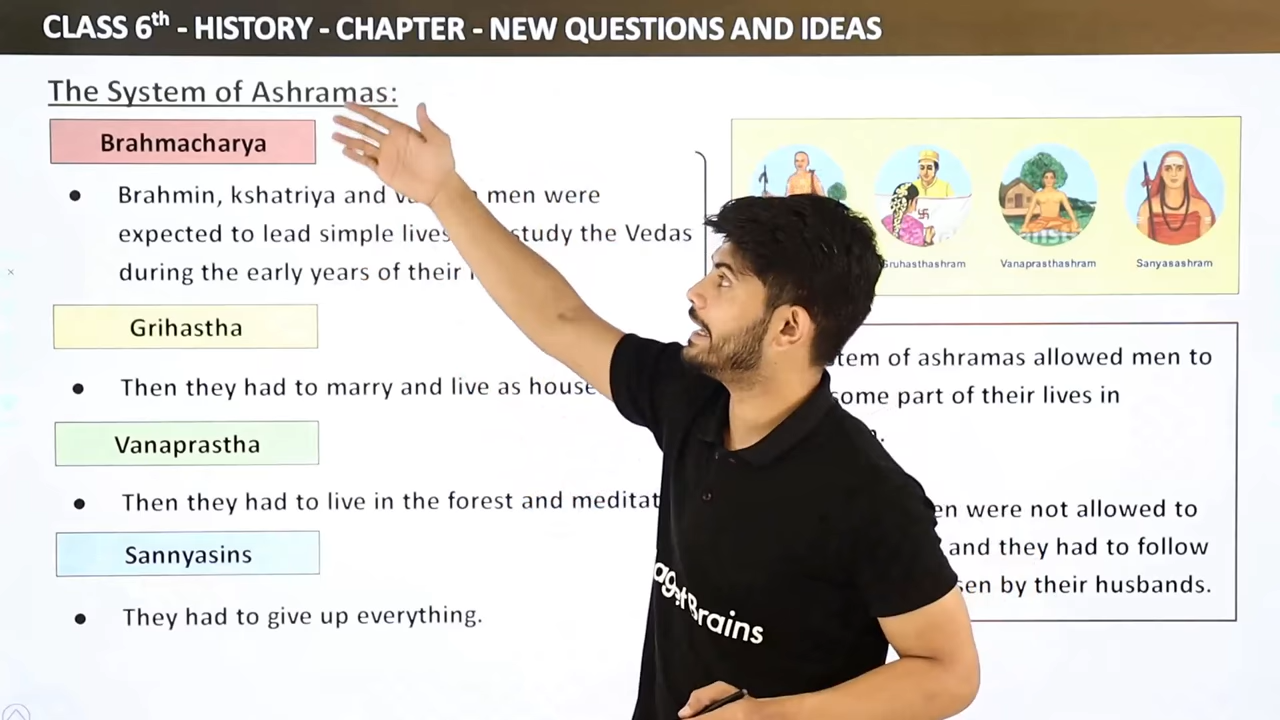 CLASS 6th - HISTORY - CHAPTER - NEW QUESTIONS AND IDEAS
The System of Ashramas:
Brahmacharya
Brahmin, kshatriya and men were
expected to lead simple lives study the Vedas
during the early years of their
Grihastha
Then they had to marry and live as house
Vanaprastha
Then they had to live in the forest and meditat
Sannyasins
They had to give up everything.
Gruhasthashram Vanaprasthashram Sanyasashram
tem of ashramas allowed men to
some part of their lives in
en were not allowed to
and they had to follow
sen by their husbands.
Brains